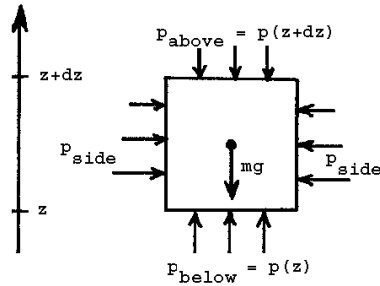 p_above = p(z+dz)
z+dz
p_side
mg
p_side
z
p_below = p(z)